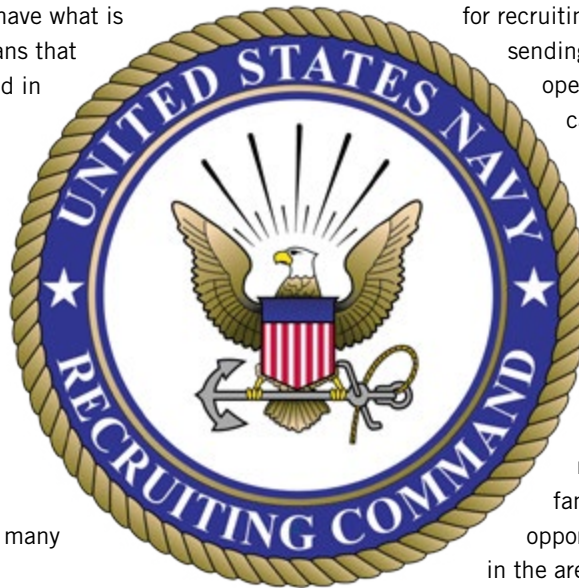 have what is
ans that
d in
many
UNITED STATES NAVY
RECRUITING COMMAND
for recruitin
sending
ope
ca
far
oppor
in the are